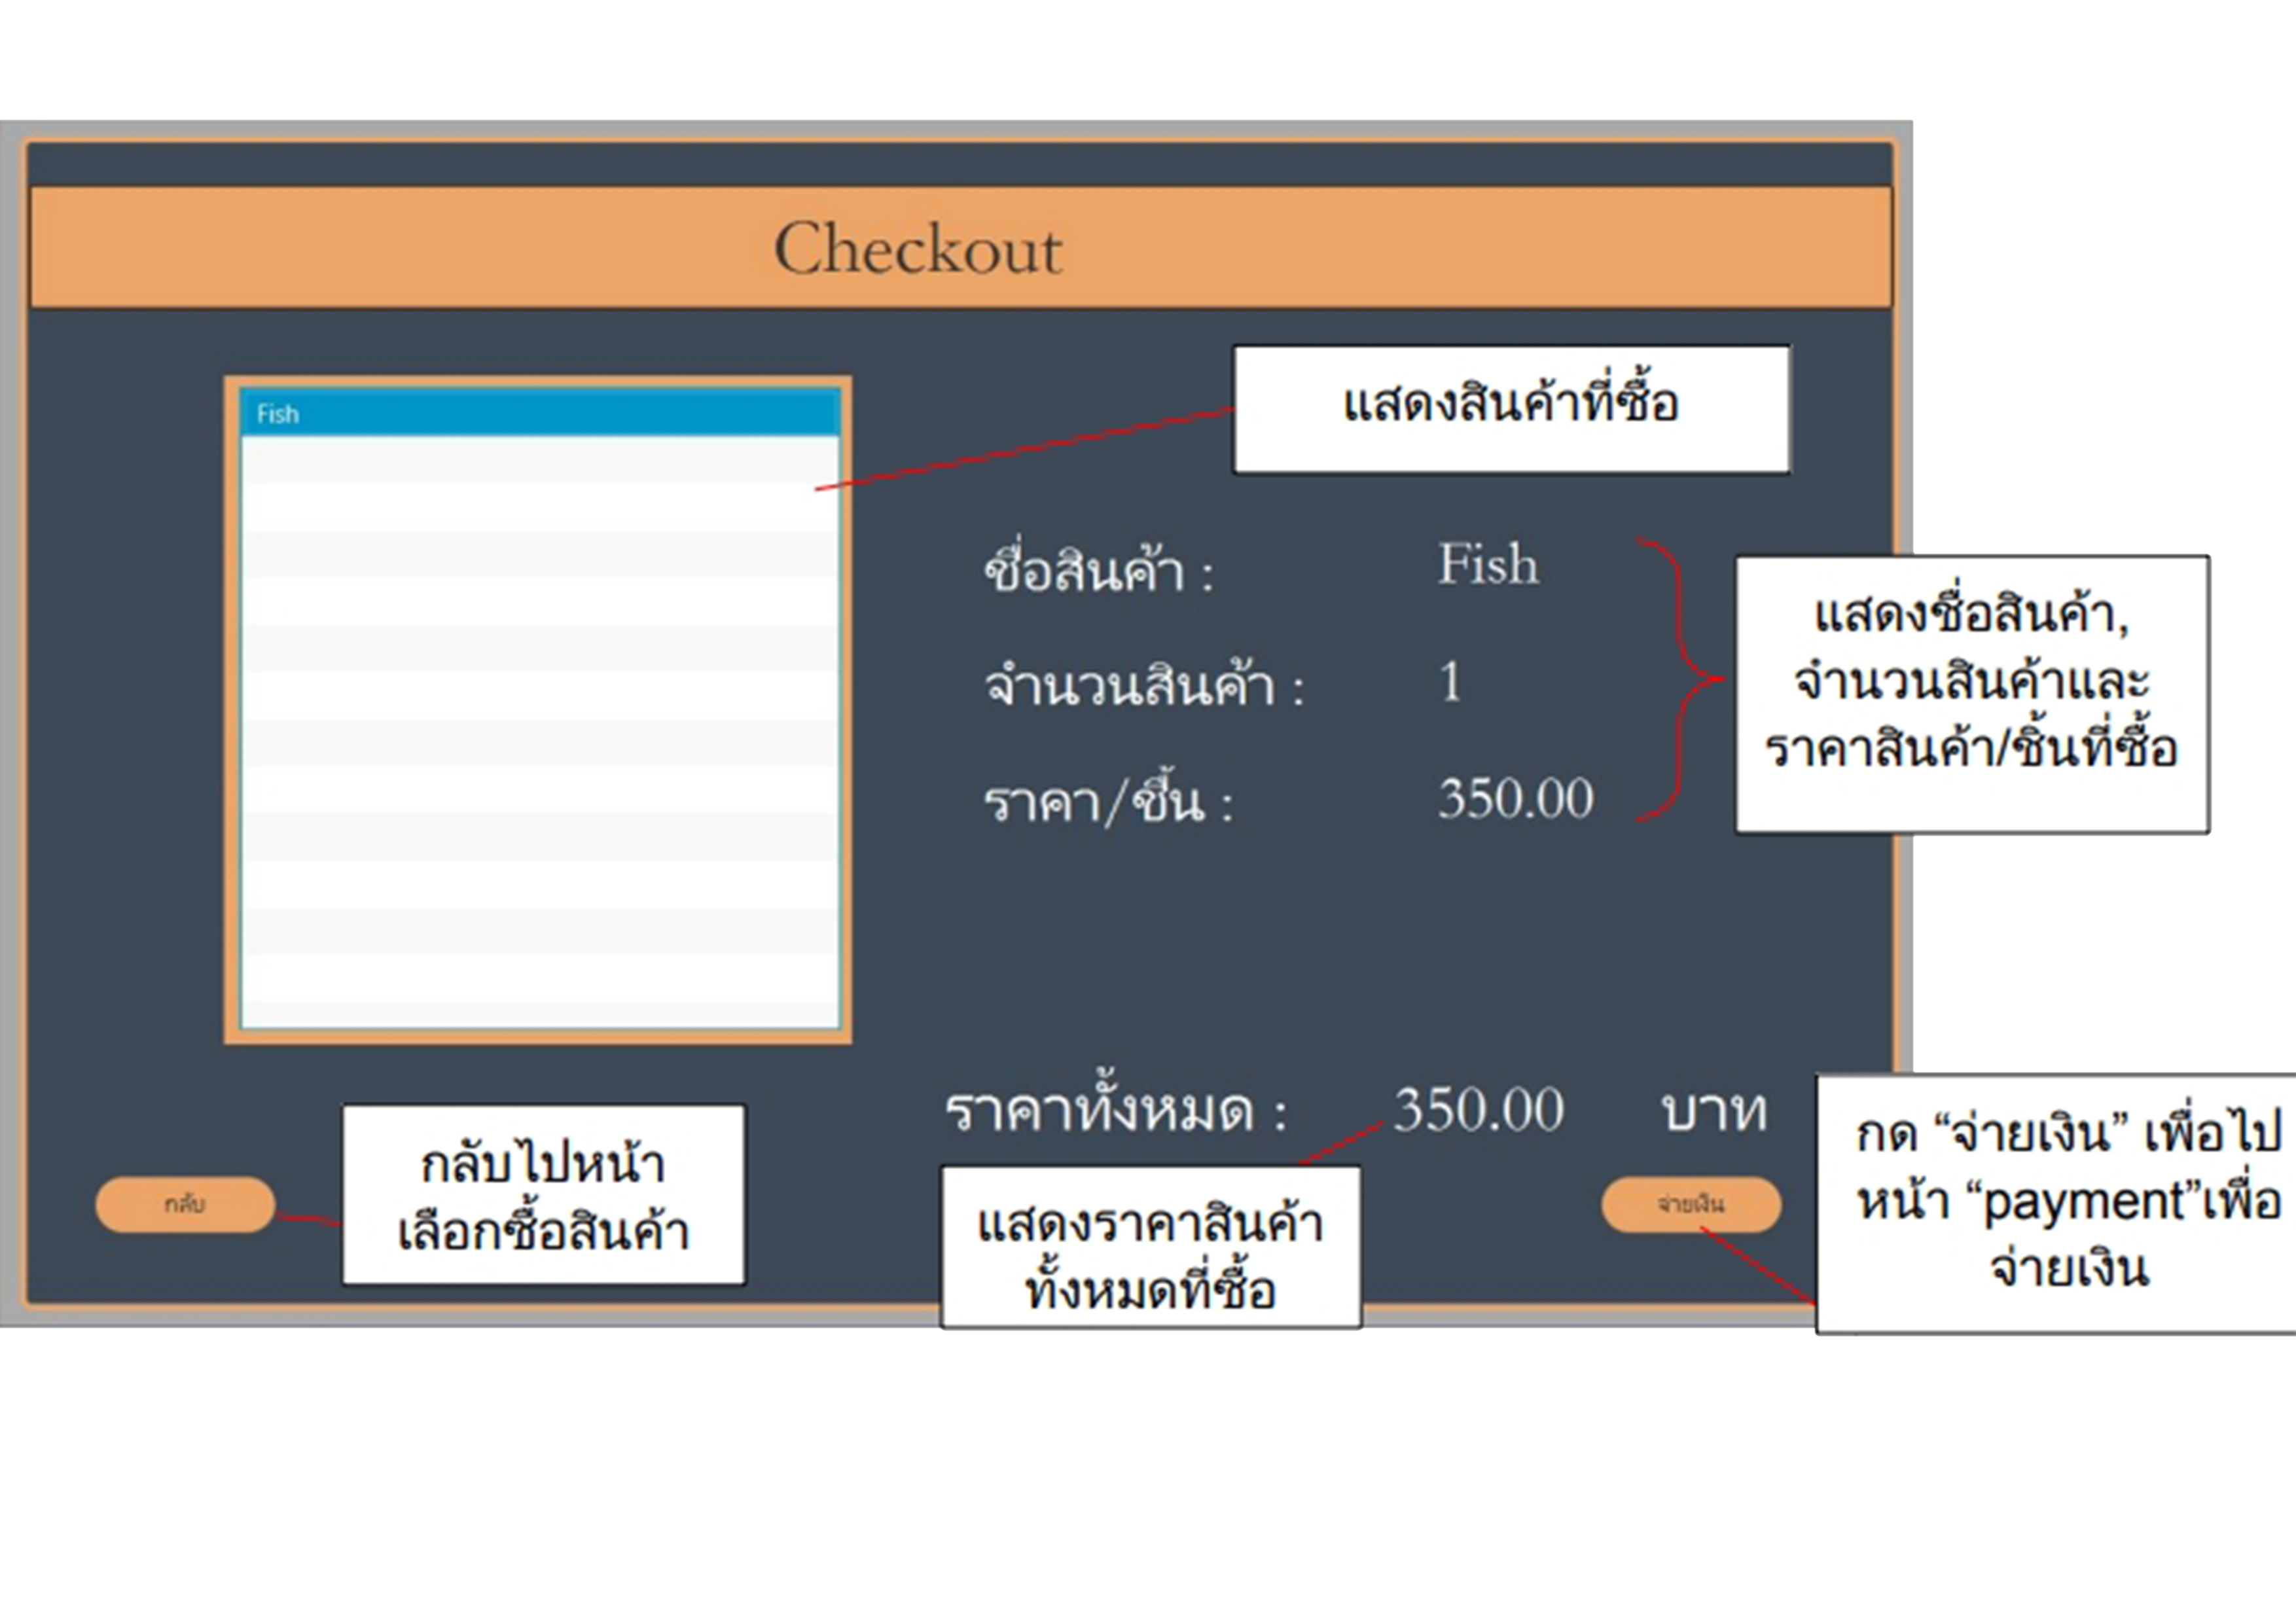 Checkout
Fish
แสดงสินค้าที่ซื้อ
ชื่อสินค้า : Fish
จำนวนสินค้า : 1
ราคา/ชิ้น : 350.00
แสดงชื่อสินค้า,
จำนวนสินค้าและ
ราคาสินค้า/ชิ้นที่ซื้อ
ราคาทั้งหมด : 350.00 บาท
กลับ
กลับไปหน้า
เลือกซื้อสินค้า
แสดงราคาสินค้า
ทั้งหมดที่ซื้อ
จ่ายเงิน
กด “จ่ายเงิน” เพื่อไป
หน้า “payment”เพื่อ
จ่ายเงิน